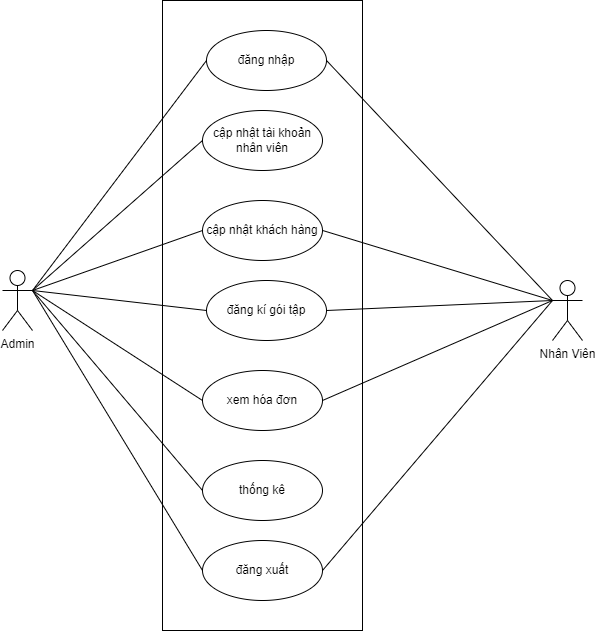 đăng nhập
cập nhật tài khoản
nhân viên
cập nhật khách hàng
đăng kí gói tập
Admin
Nhân Viên
xem hóa đơn
thống kê
đăng xuất